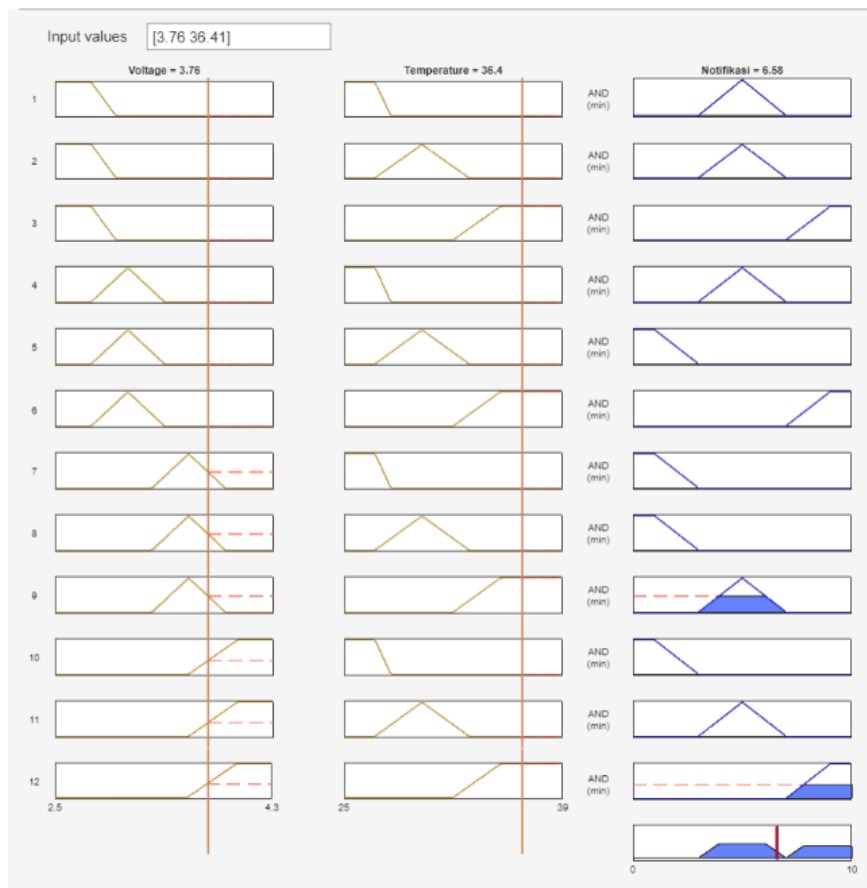 Input values [3.76 36.41]
Voltage = 3.76 Temperature = 36.4 Notifikasi = 6.58
1 AND (min)
2 AND (min)
3 AND (min)
4 AND (min)
5 AND (min)
6 AND (min)
7 AND (min)
8 AND (min)
9 AND (min)
10 AND (min)
11 AND (min)
12 AND (min)
2.5 4.3 25 39
0 10